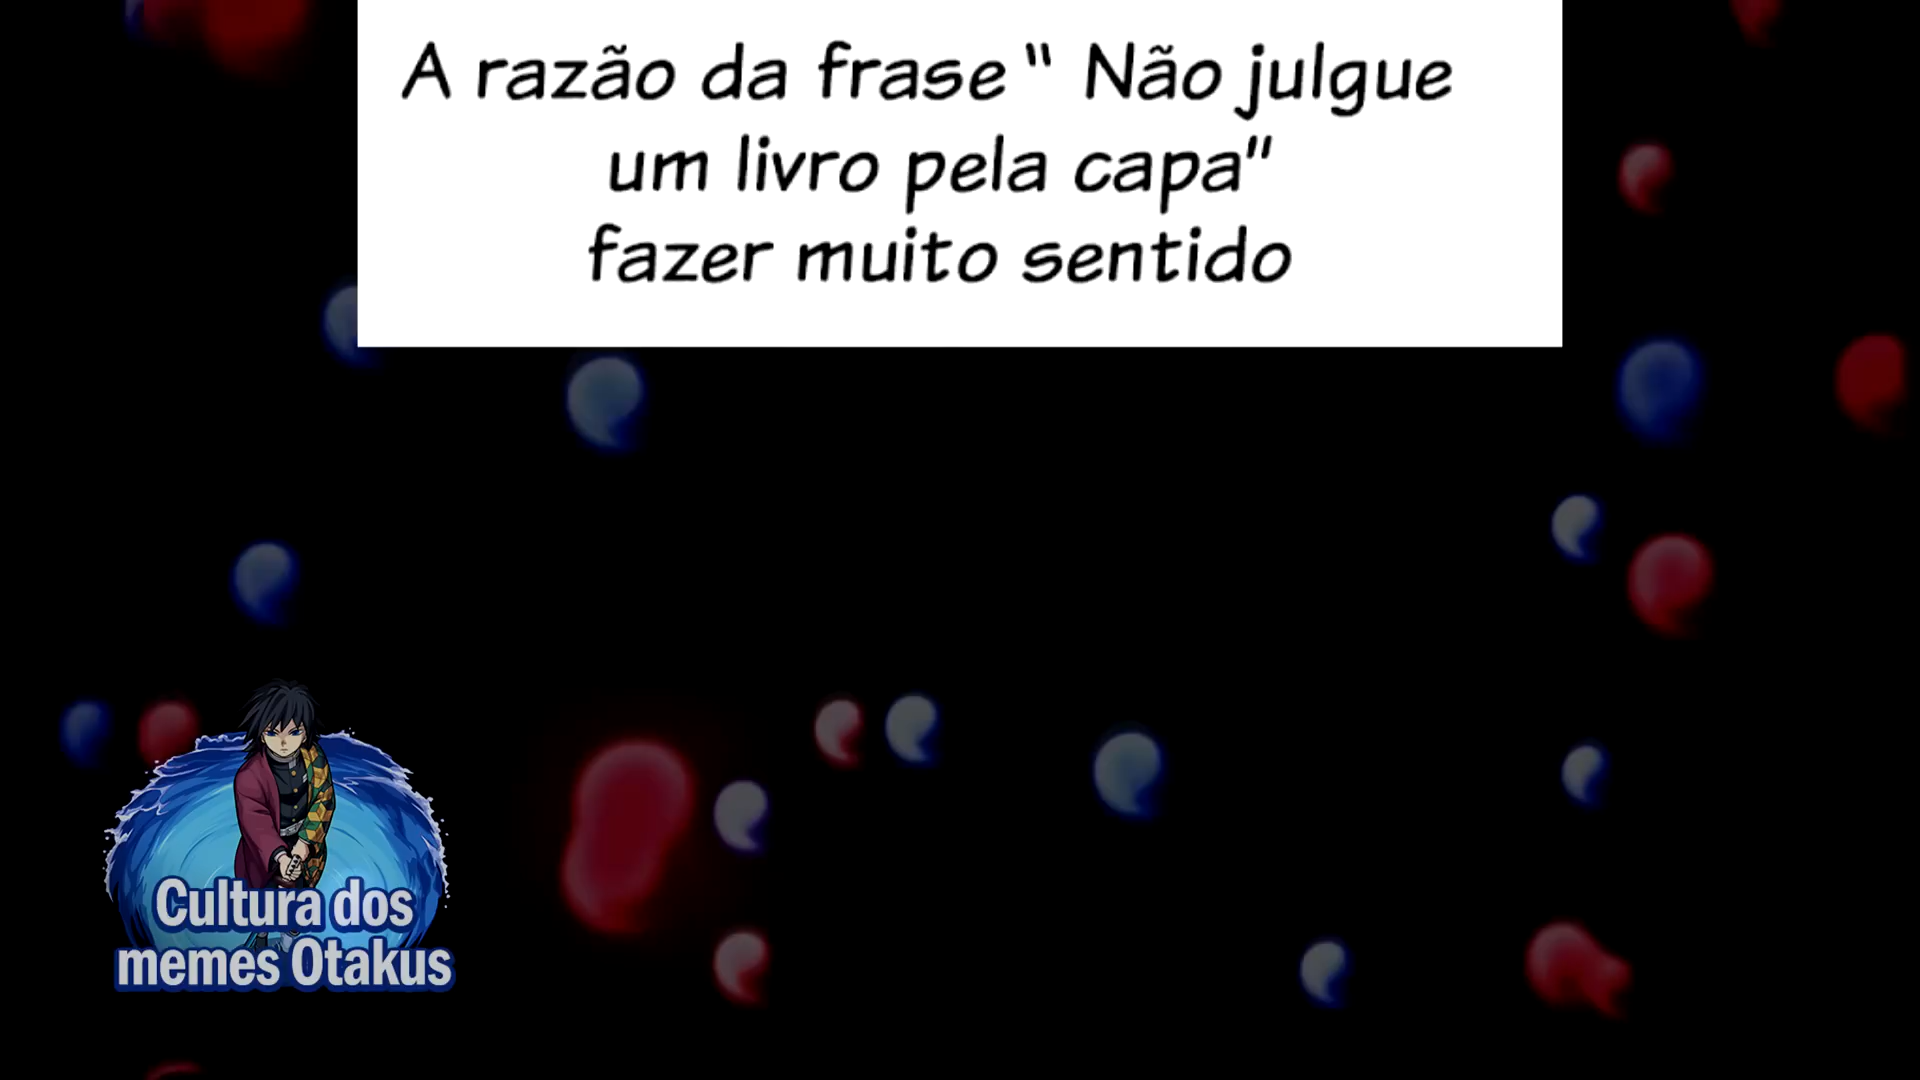 A razão da frase “ Não julgue
um livro pela capa”
fazer muito sentido
Cultura dos
memes Otakus